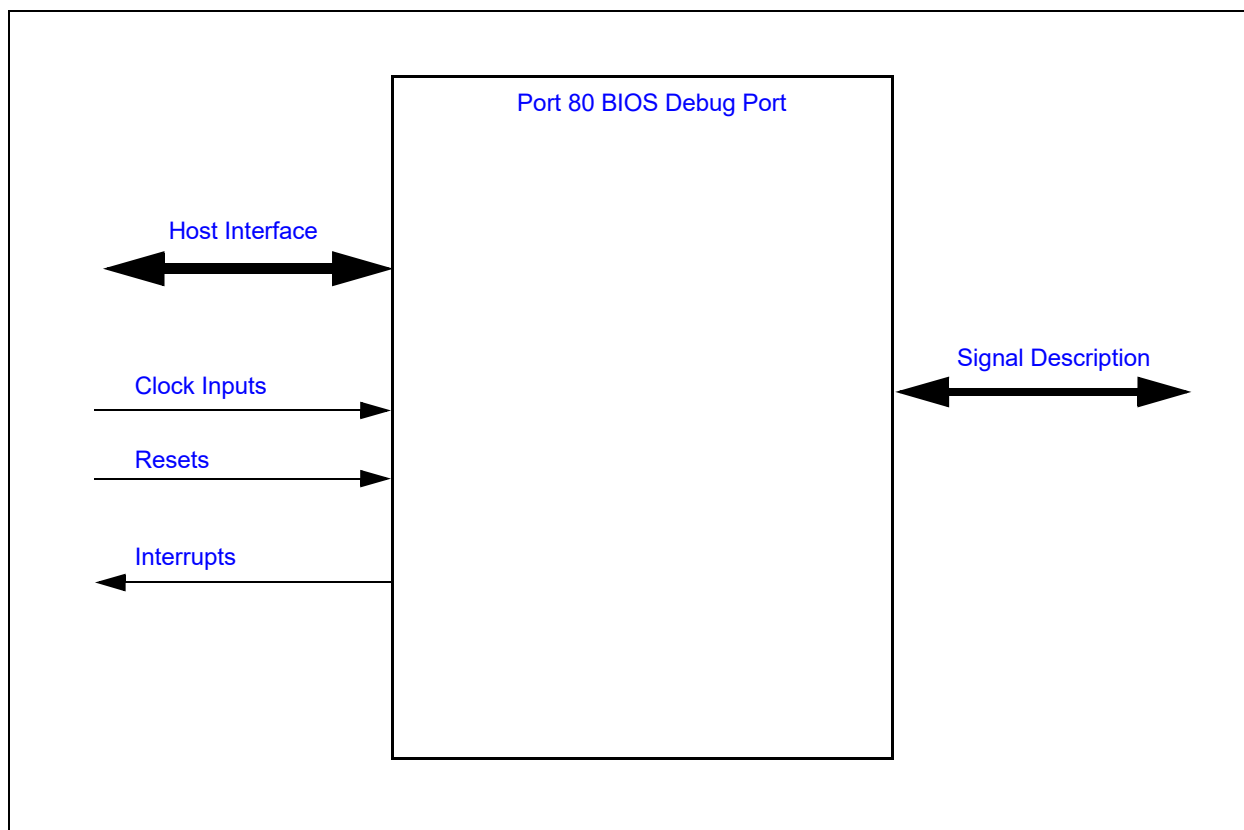 Port 80 BIOS Debug Port
Host Interface
Signal Description
Clock Inputs
Resets
Interrupts